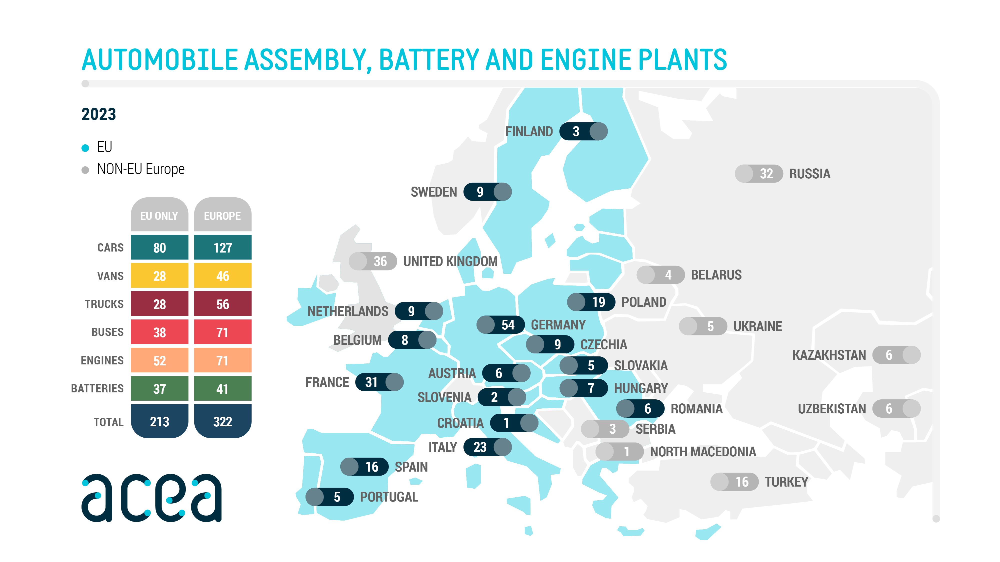 AUTOMOBILE ASSEMBLY, BATTERY AND ENGINE PLANTS
2023
EU
NON-EU Europe
EU ONLY EUROPE
CARS 80 127
VANS 28 46
TRUCKS 28 56
BUSES 38 71
ENGINES 52 71
BATTERIES 37 41
TOTAL 213 322
FINLAND 3
32 RUSSIA
SWEDEN 9
36 UNITED KINGDOM
4 BELARUS
19 POLAND
NETHERLANDS 9
54 GERMANY
5 UKRAINE
BELGIUM 8
9 CZECHIA
KAZAKHSTAN 6
5 SLOVAKIA
AUSTRIA 6
FRANCE 31
7 HUNGARY
SLOVENIA 2
6 ROMANIA
UZBEKISTAN 6
CROATIA 1
3 SERBIA
ITALY 23
1 NORTH MACEDONIA
16 SPAIN
16 TURKEY
5 PORTUGAL
acea